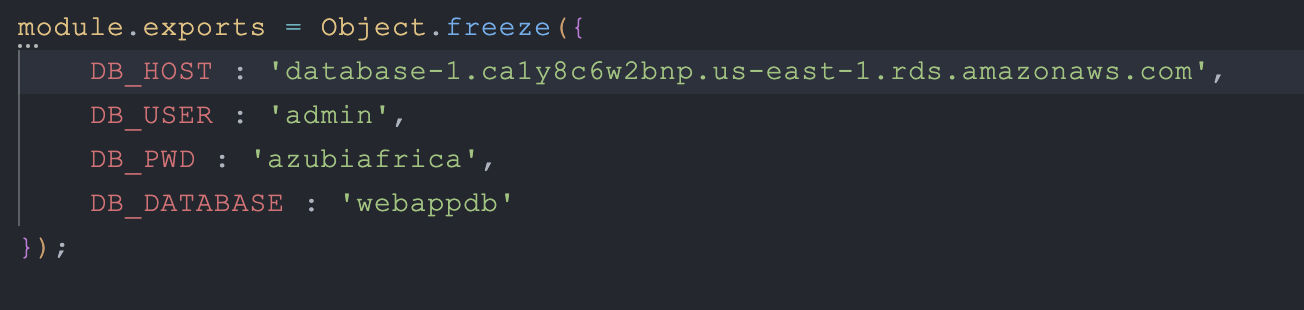 module.exports = Object.freeze({
    DB_HOST : 'database-1.ca1y8c6w2bnp.us-east-1.rds.amazonaws.com',
    DB_USER : 'admin',
    DB_PWD : 'azubiafrica',
    DB_DATABASE : 'webappdb'
});